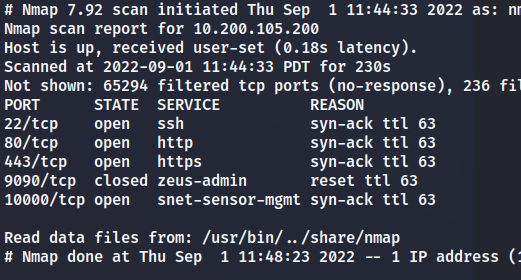 # Nmap 7.92 scan initiated Thu Sep  1 11:44:33 2022 as:
Nmap scan report for 10.200.105.200
Host is up, received user-set (0.18s latency).
Scanned at 2022-09-01 11:44:33 PDT for 230s
Not shown: 65294 filtered tcp ports (no-response), 236
PORT      STATE  SERVICE          REASON
22/tcp    open   ssh              syn-ack ttl 63
80/tcp    open   http             syn-ack ttl 63
443/tcp   open   https            syn-ack ttl 63
9090/tcp  closed zeus-admin       reset ttl 63
10000/tcp open   snet-sensor-mgmt syn-ack ttl 63
Read data files from: /usr/bin/../share/nmap
# Nmap done at Thu Sep  1 11:48:23 2022 -- 1 IP address